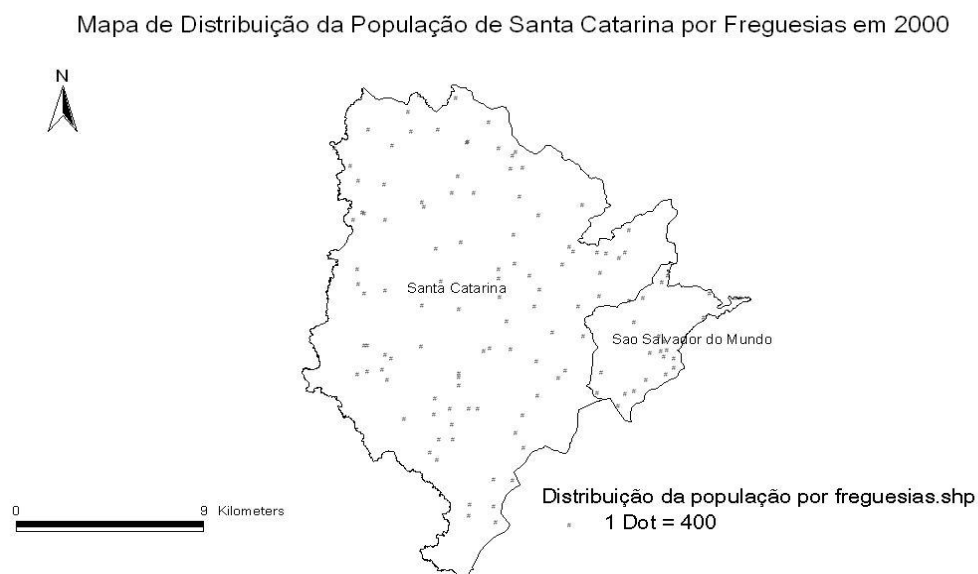 Mapa de Distribuição da População de Santa Catarina por Freguesias em 2000
N
Santa Catarina
Sao Salvador do Mundo
0 9 Kilometers
Distribuição da população por freguesias.shp
1 Dot = 400